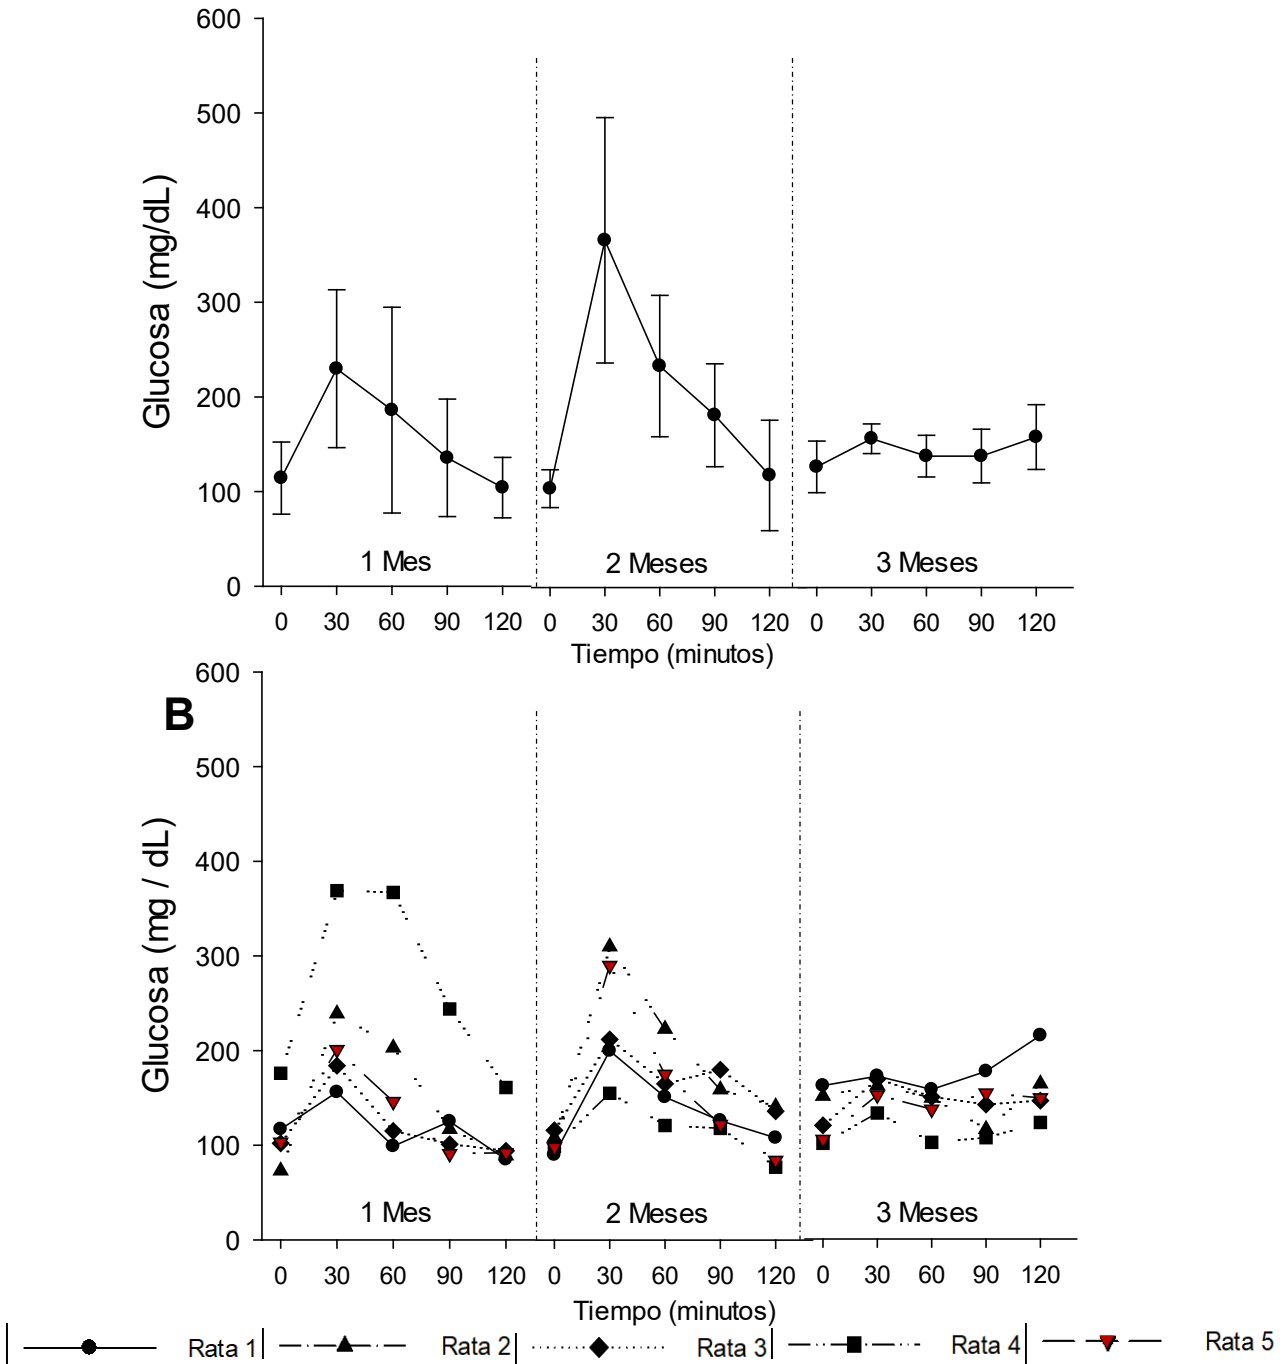 600
500
400
300
200
100
0
Glucosa (mg/dL)
1 Mes
2 Meses
3 Meses
0 30 60 90 120 0 30 60 90 120 0 30 60 90 120
Tiempo (minutos)
B
600
500
400
300
200
100
0
Glucosa (mg / dL)
1 Mes
2 Meses
3 Meses
0 30 60 90 120 0 30 60 90 120 0 30 60 90 120
Tiempo (minutos)
Rata 1 Rata 2 Rata 3 Rata 4 Rata 5